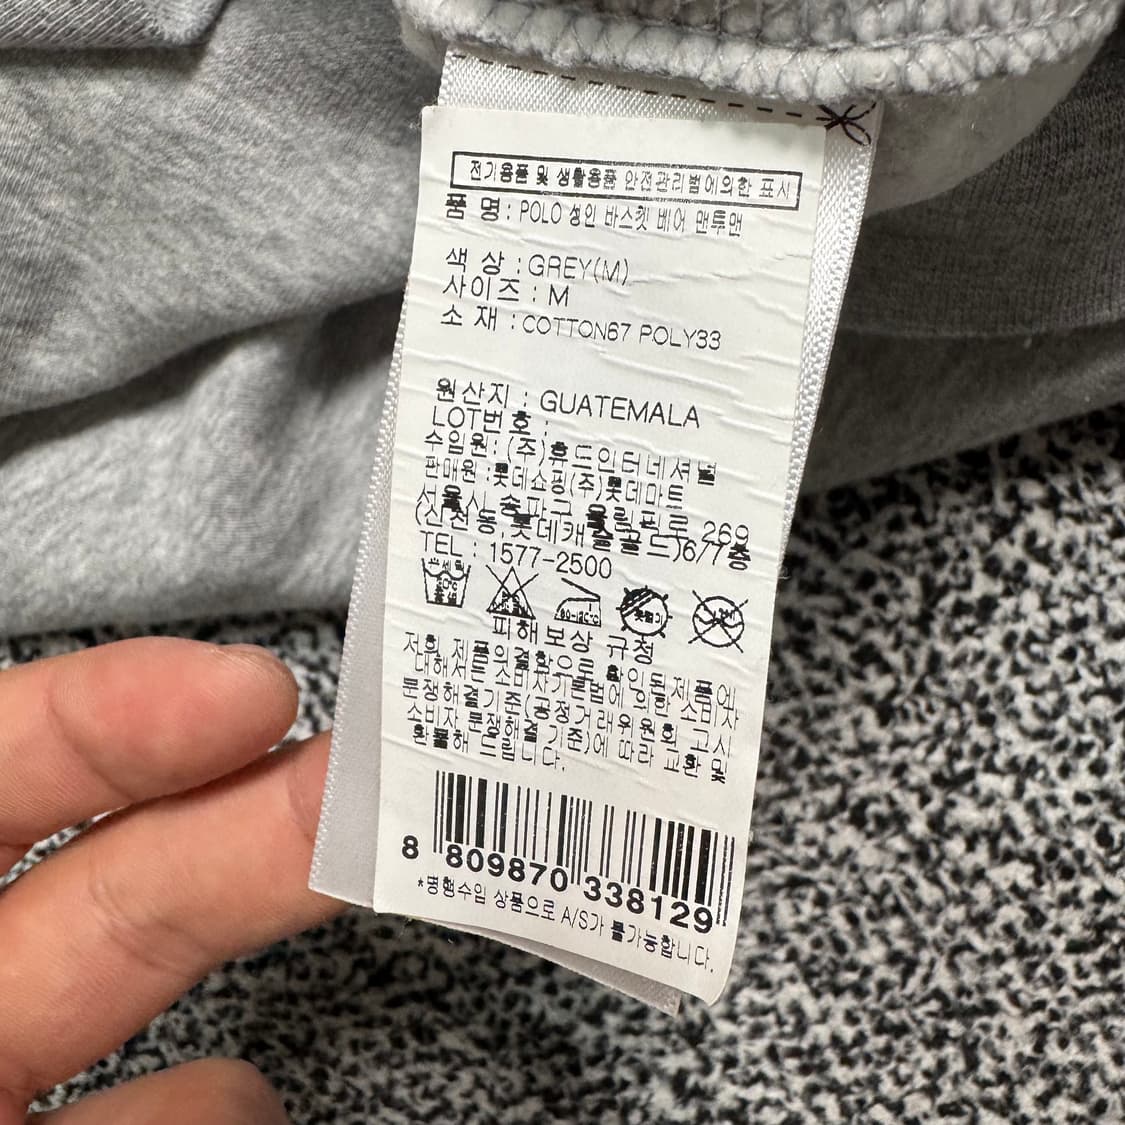 전기용품 및 생활용품 안전관리법에의한 표시
품 명 : POLO 성인 바스켓 베어 맨투맨
색 상 : GREY(M)
사이즈 : M
소 재 : COTTON67 POLY33
원산지 : GUATEMALA
LOT번호 :
수입원 : (주)후드인터내셔널
판매원 : 롯데쇼핑(주)롯데마트
서울시 송파구 올림픽로 269
(신천동,롯데캐슬골드)6/7층
TEL : 1577-2500
피해보상 규정
저희 제품의결함으로 확인된제품에
대해서는 소비자기본법에 의한 소비자
분쟁해결기준(공정거래위원회 고시
소비자 분쟁해결 기준)에 따라 교환 및
환불해 드립니다.
8 809870 338129
*병행수입 상품으로 A/S가 불가능합니다.